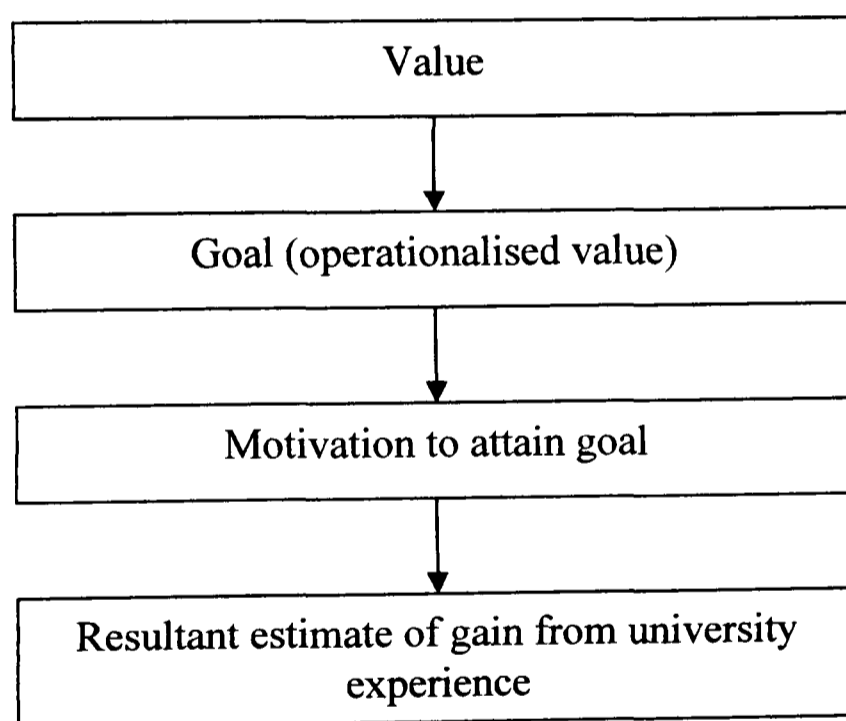 Value
Goal (operationalised value)
Motivation to attain goal
Resultant estimate of gain from university
experience